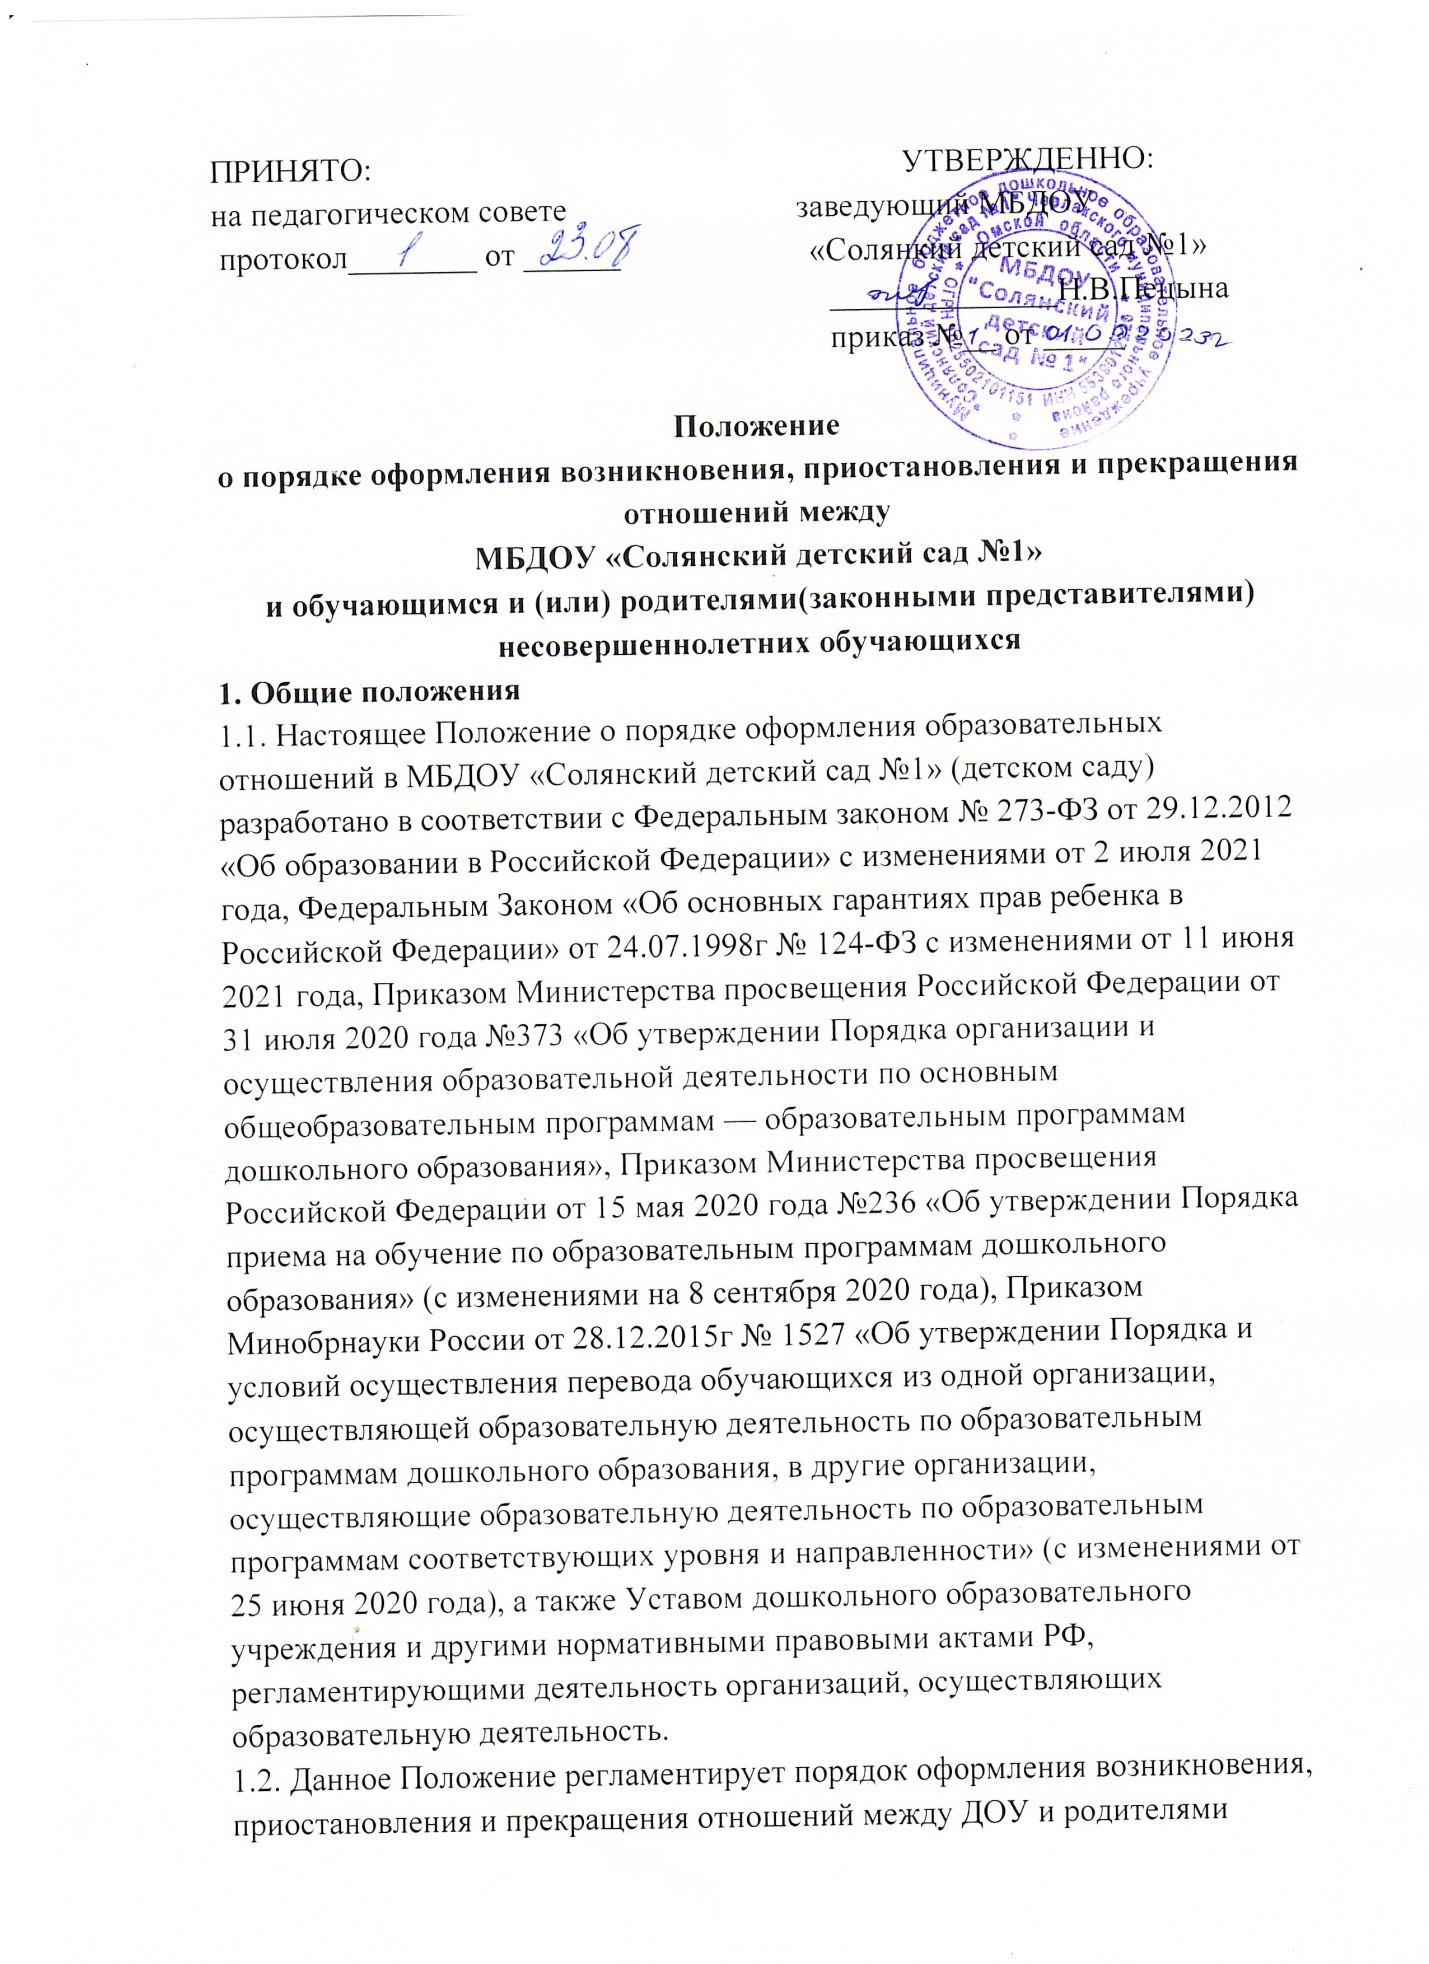 ПРИНЯТО:
на педагогическом совете
протокол 1 от 23.08
УТВЕРЖДЕННО:
заведующий МБДОУ
«Солянкий детский сад №1»
Н.В.Пецына
приказ № 1 от
МБДОУ
"Солянский
детский
сад № 1"
Положение
о порядке оформления возникновения, приостановления и прекращения
отношений между
МБДОУ «Солянский детский сад №1»
и обучающимся и (или) родителями(законными представителями)
несовершеннолетних обучающихся
1. Общие положения
1.1. Настоящее Положение о порядке оформления образовательных
отношений в МБДОУ «Солянский детский сад №1» (детском саду)
разработано в соответствии с Федеральным законом № 273-ФЗ от 29.12.2012
«Об образовании в Российской Федерации» с изменениями от 2 июля 2021
года, Федеральным Законом «Об основных гарантиях прав ребенка в
Российской Федерации» от 24.07.1998г № 124-ФЗ с изменениями от 11 июня
2021 года, Приказом Министерства просвещения Российской Федерации от
31 июля 2020 года №373 «Об утверждении Порядка организации и
осуществления образовательной деятельности по основным
общеобразовательным программам — образовательным программам
дошкольного образования», Приказом Министерства просвещения
Российской Федерации от 15 мая 2020 года №236 «Об утверждении Порядка
приема на обучение по образовательным программам дошкольного
образования» (с изменениями на 8 сентября 2020 года), Приказом
Минобрнауки России от 28.12.2015г № 1527 «Об утверждении Порядка и
условий осуществления перевода обучающихся из одной организации,
осуществляющей образовательную деятельность по образовательным
программам дошкольного образования, в другие организации,
осуществляющие образовательную деятельность по образовательным
программам соответствующих уровня и направленности» (с изменениями от
25 июня 2020 года), а также Уставом дошкольного образовательного
учреждения и другими нормативными правовыми актами РФ,
регламентирующими деятельность организаций, осуществляющих
образовательную деятельность.
1.2. Данное Положение регламентирует порядок оформления возникновения,
приостановления и прекращения отношений между ДОУ и родителями